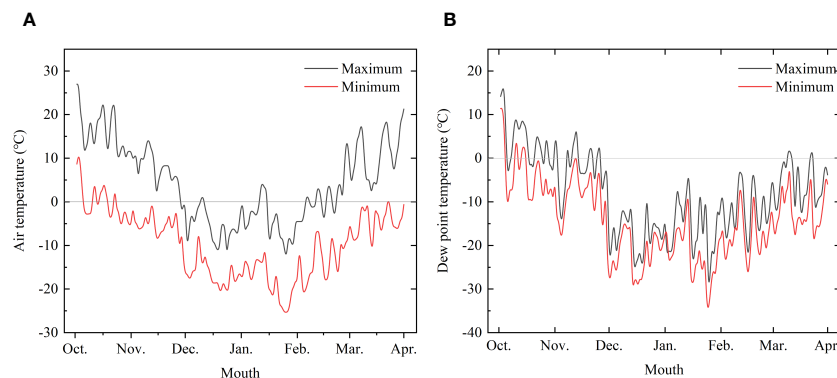 A
Air temperature (℃)
30
20
10
0
-10
-20
-30
Maximum
Minimum
Oct. Nov. Dec. Jan. Feb. Mar. Apr.
Mouth
B
Dew point temperature (℃)
20
10
0
-10
-20
-30
-40
Maximum
Minimum
Oct. Nov. Dec. Jan. Feb. Mar. Apr.
Mouth